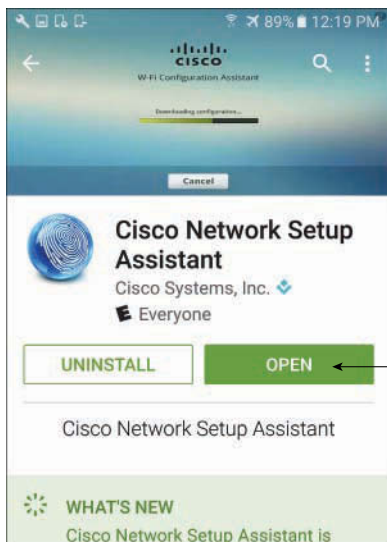 89% 12:19 PM
CISCO
Wi-Fi Configuration Assistant
Downloading configuration...
Cancel
Cisco Network Setup
Assistant
Cisco Systems, Inc.
E Everyone
UNINSTALL
OPEN
Cisco Network Setup Assistant
WHAT'S NEW
Cisco Network Setup Assistant is